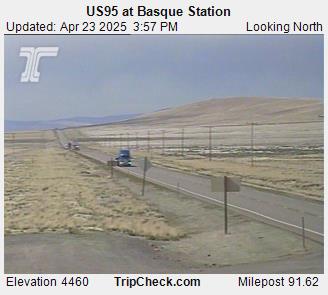 US95 at Basque Station
Updated: Apr 23 2025 3:57 PM Looking North
Elevation 4460 TripCheck.com Milepost 91.62